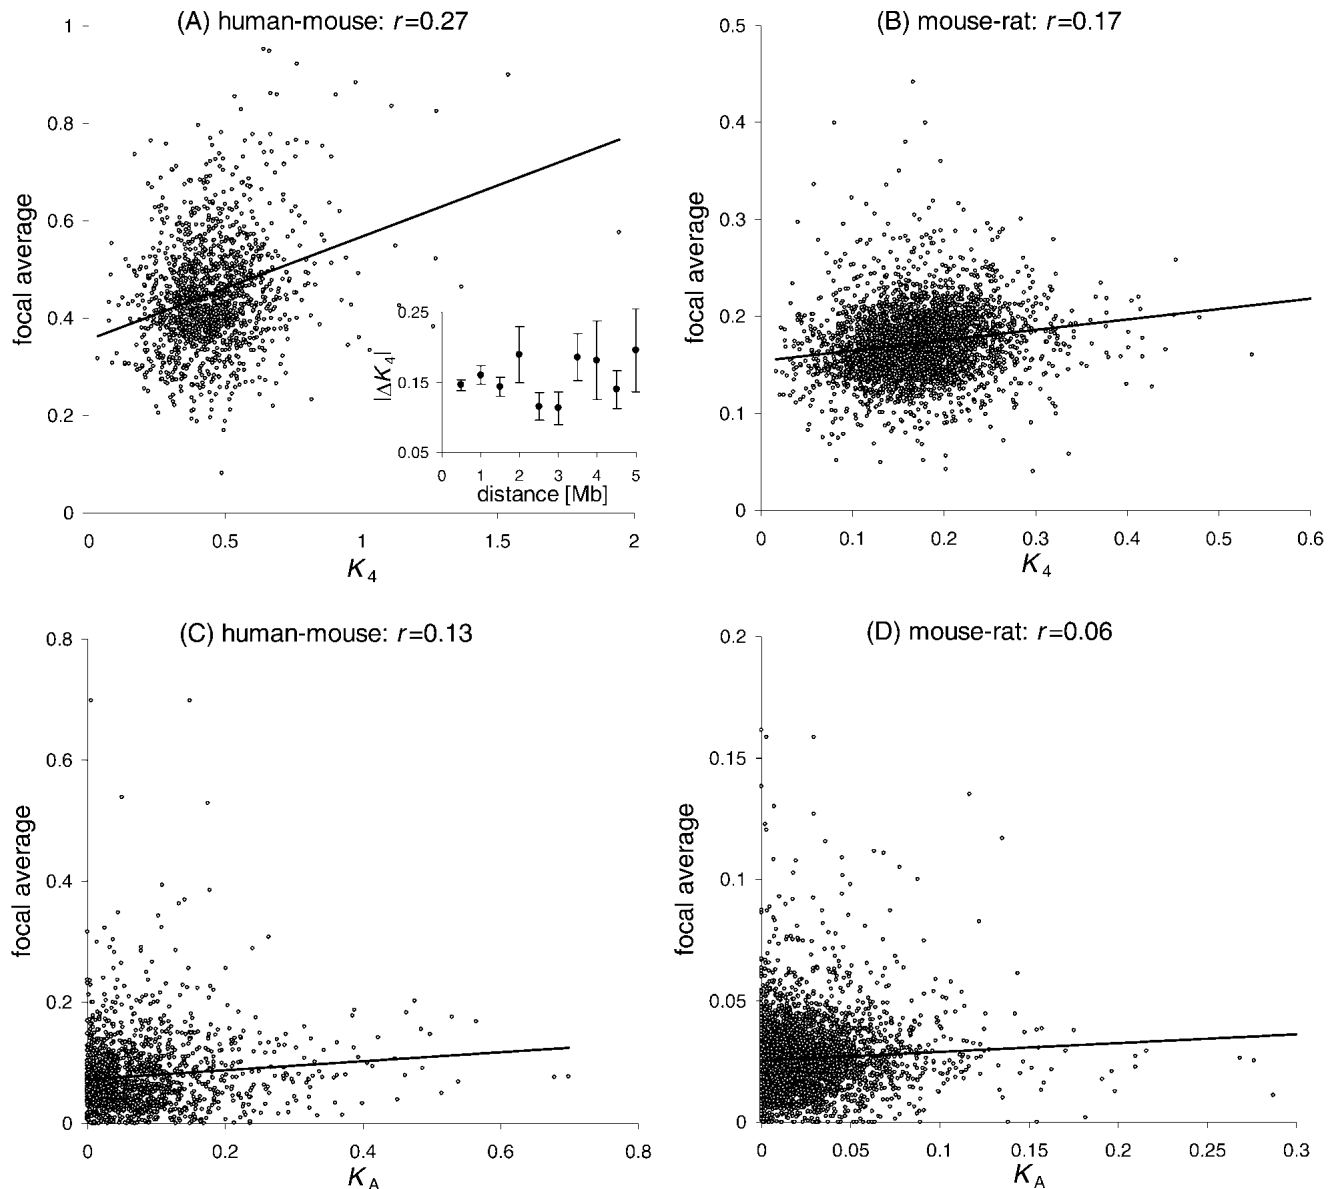 (A) human-mouse: r=0.27
1
0.8
0.6
0.4
0.2
0
focal average
0 0.5 1 1.5 2
K4
0.25
0.15
0.05
|ΔK4|
0 1 2 3 4 5
distance [Mb]
(B) mouse-rat: r=0.17
0.5
0.4
0.3
0.2
0.1
0
focal average
0 0.1 0.2 0.3 0.4 0.5 0.6
K4
(C) human-mouse: r=0.13
0.8
0.6
0.4
0.2
0
focal average
0 0.2 0.4 0.6 0.8
KA
(D) mouse-rat: r=0.06
0.2
0.15
0.1
0.05
0
focal average
0 0.05 0.1 0.15 0.2 0.25 0.3
KA